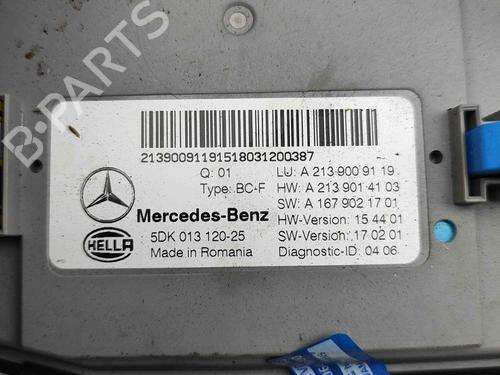 B-PARTS
2139009119151803120038​7
Q: 01 LU: A 213 900 91 19
Type: BC-F HW: A 213 901 41 03
SW: A 167 902 17 01
Mercedes-Benz HW-Version: 15 44 01
HELLA 5DK 013 120-25 SW-Version: 17 02 01
Made in Romania Diagnostic-ID: 04 06